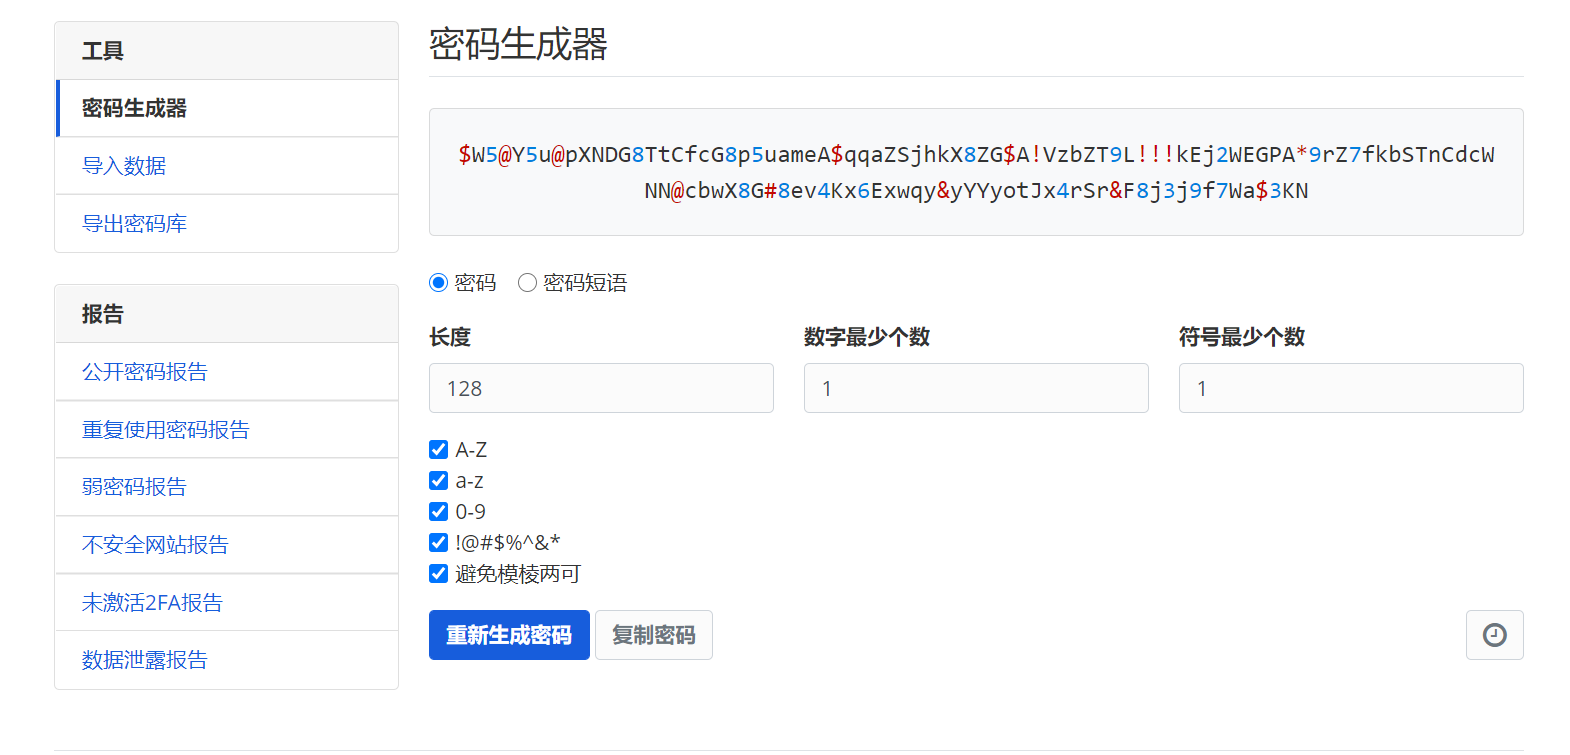 工具
密码生成器
导入数据
导出密码库
报告
公开密码报告
重复使用密码报告
弱密码报告
不安全网站报告
未激活2FA报告
数据泄露报告
密码生成器
$W5@Y5u@pXNDG8TtCfcG8p5uameA$qqaZSjhkX8ZG$A!VzbZT9L!!!kEj2WEGPA*9rZ7fkbSTnCdcW
NN@cbwX8G#8ev4Kx6Exwqy&yYYyotJx4rSr&F8j3j9f7Wa$3KN
密码 密码短语
长度 数字最少个数 符号最少个数
128 1 1
A-Z
a-z
0-9
!@#$%^&*
避免模棱两可
重新生成密码 复制密码